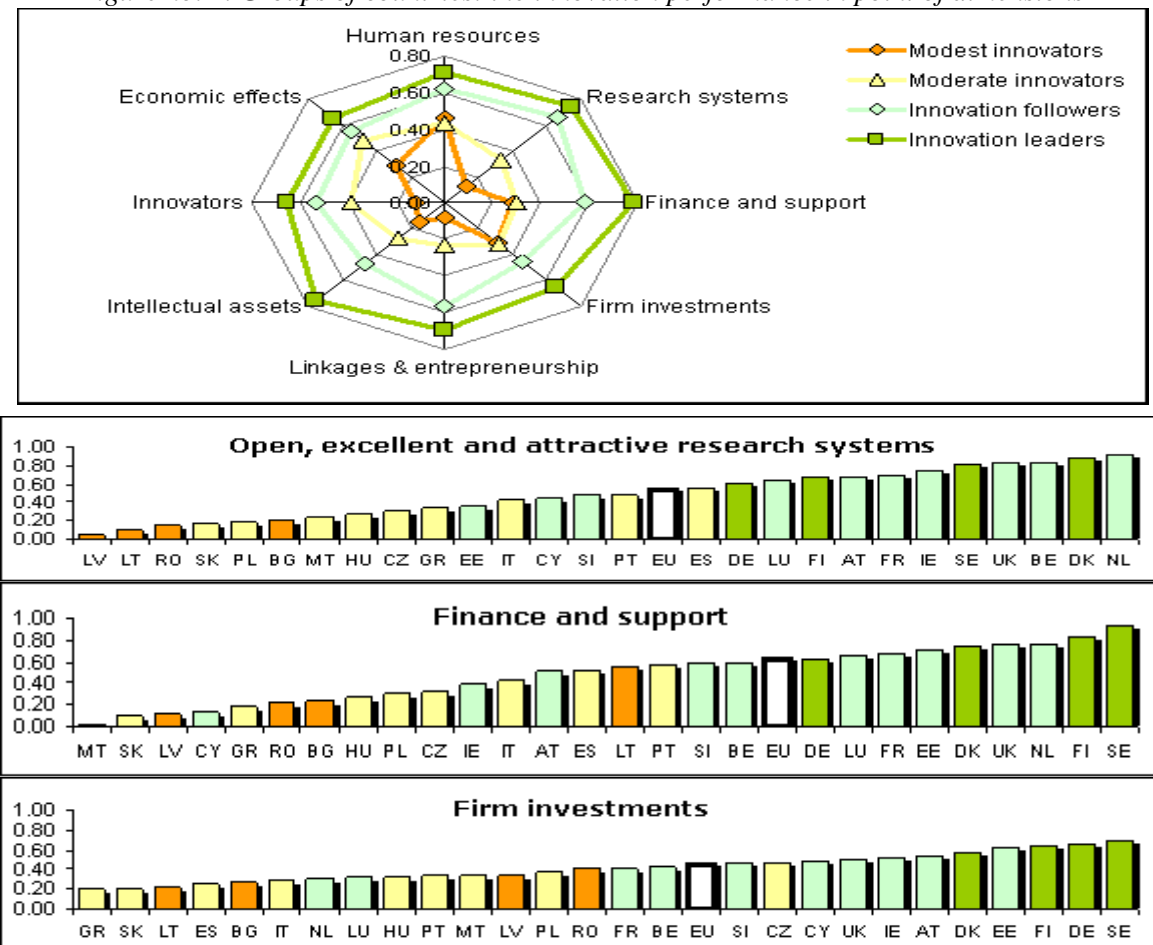 Human resources
0.80
0.60
0.40
0.20
0.00
Economic effects
Research systems
Innovators
Finance and support
Intellectual assets
Firm investments
Linkages & entrepreneurship
Modest innovators
Moderate innovators
Innovation followers
Innovation leaders
Open, excellent and attractive research systems
1.00
0.80
0.60
0.40
0.20
0.00
LV LT RO SK PL BG MT HU CZ GR EE IT CY SI PT EU ES DE LU FI AT FR IE SE UK BE DK NL
Finance and support
1.00
0.80
0.60
0.40
0.20
0.00
MT SK LV CY GR RO BG HU PL CZ IE IT AT ES LT PT SI BE EU DE LU FR EE DK UK NL FI SE
Firm investments
1.00
0.80
0.60
0.40
0.20
0.00
GR SK LT ES BG IT NL LU HU PT MT LV PL RO FR BE EU SI CZ CY UK IE AT DK EE FI DE SE